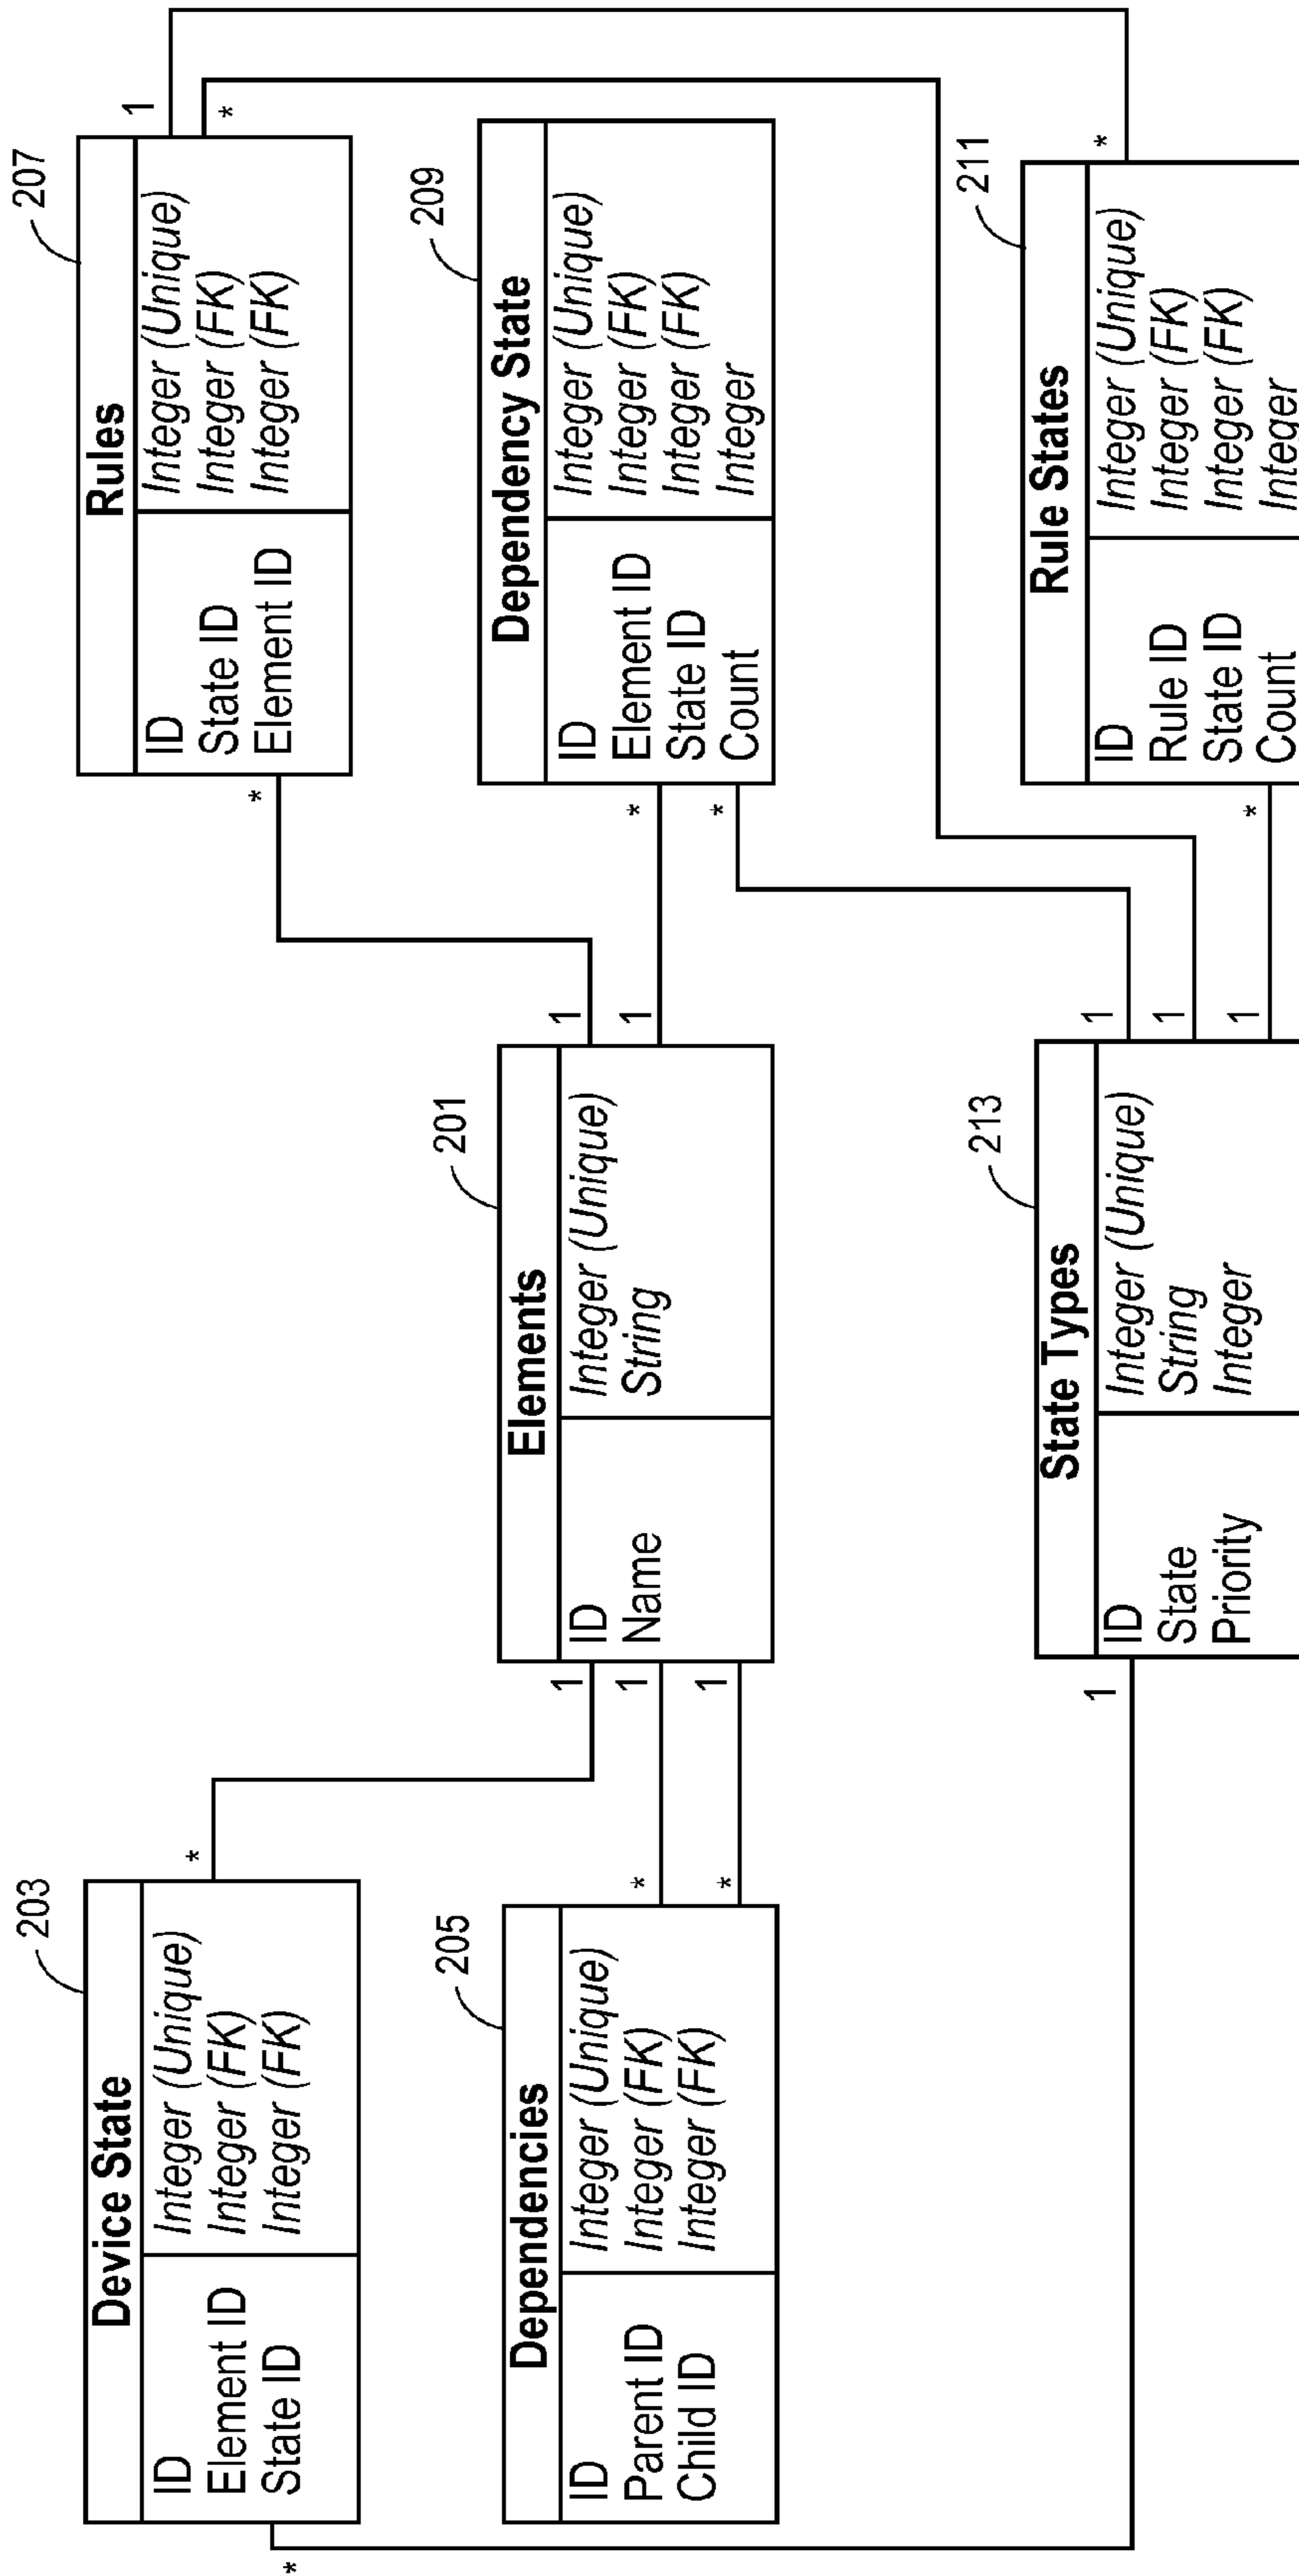 203
Device State
ID Integer (Unique)
Element ID Integer (FK)
State ID Integer (FK)
*
*
205
Dependencies
ID Integer (Unique)
Parent ID Integer (FK)
Child ID Integer (FK)
*
*
201
Elements
ID Integer (Unique)
Name String
1
1
1
1
1
213
State Types
ID Integer (Unique)
State String
Priority Integer
1
1
1
1
207
Rules
ID Integer (Unique)
State ID Integer (FK)
Element ID Integer (FK)
*
1
*
209
Dependency State
ID Integer (Unique)
Element ID Integer (FK)
State ID Integer (FK)
Count Integer
*
*
211
Rule States
ID Integer (Unique)
Rule ID Integer (FK)
State ID Integer (FK)
Count Integer
*
*